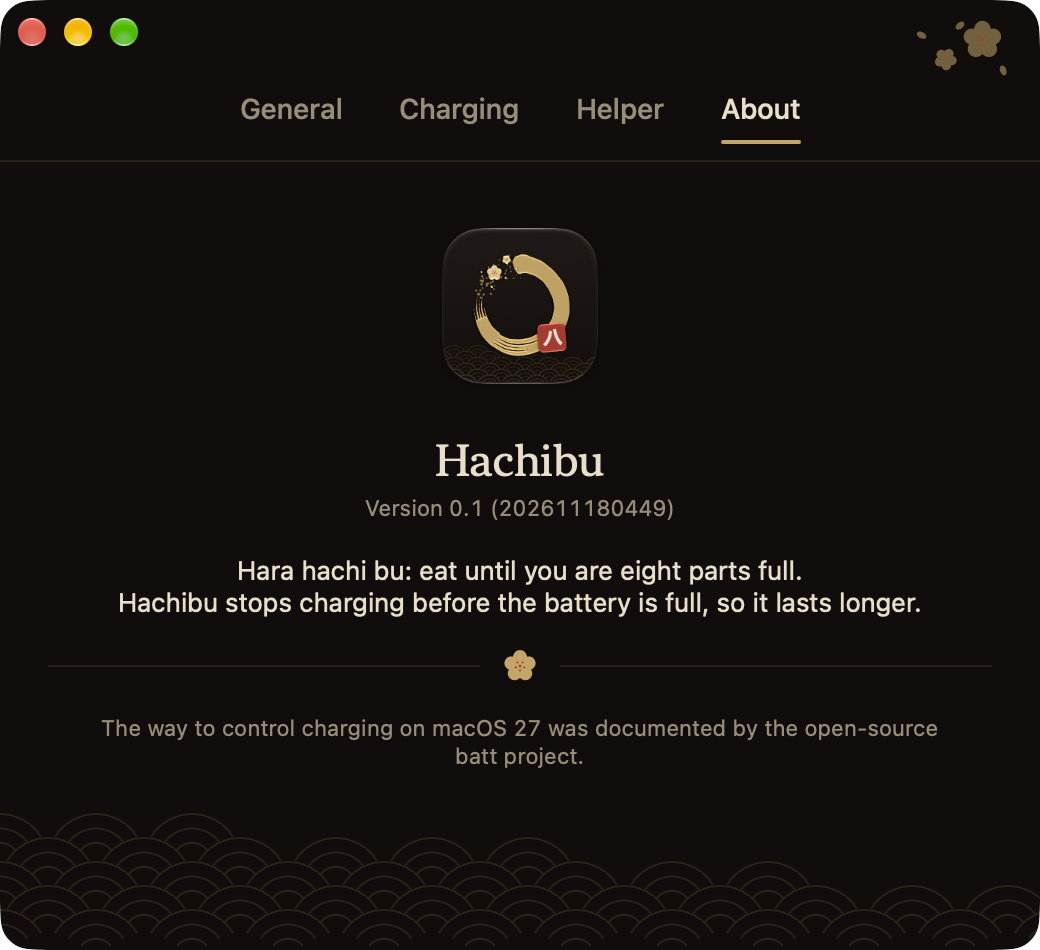 General Charging Helper About
八
Hachibu
Version 0.1 (202611180449)
Hara hachi bu: eat until you are eight parts full.
Hachibu stops charging before the battery is full, so it lasts longer.
The way to control charging on macOS 27 was documented by the open-source
batt project.